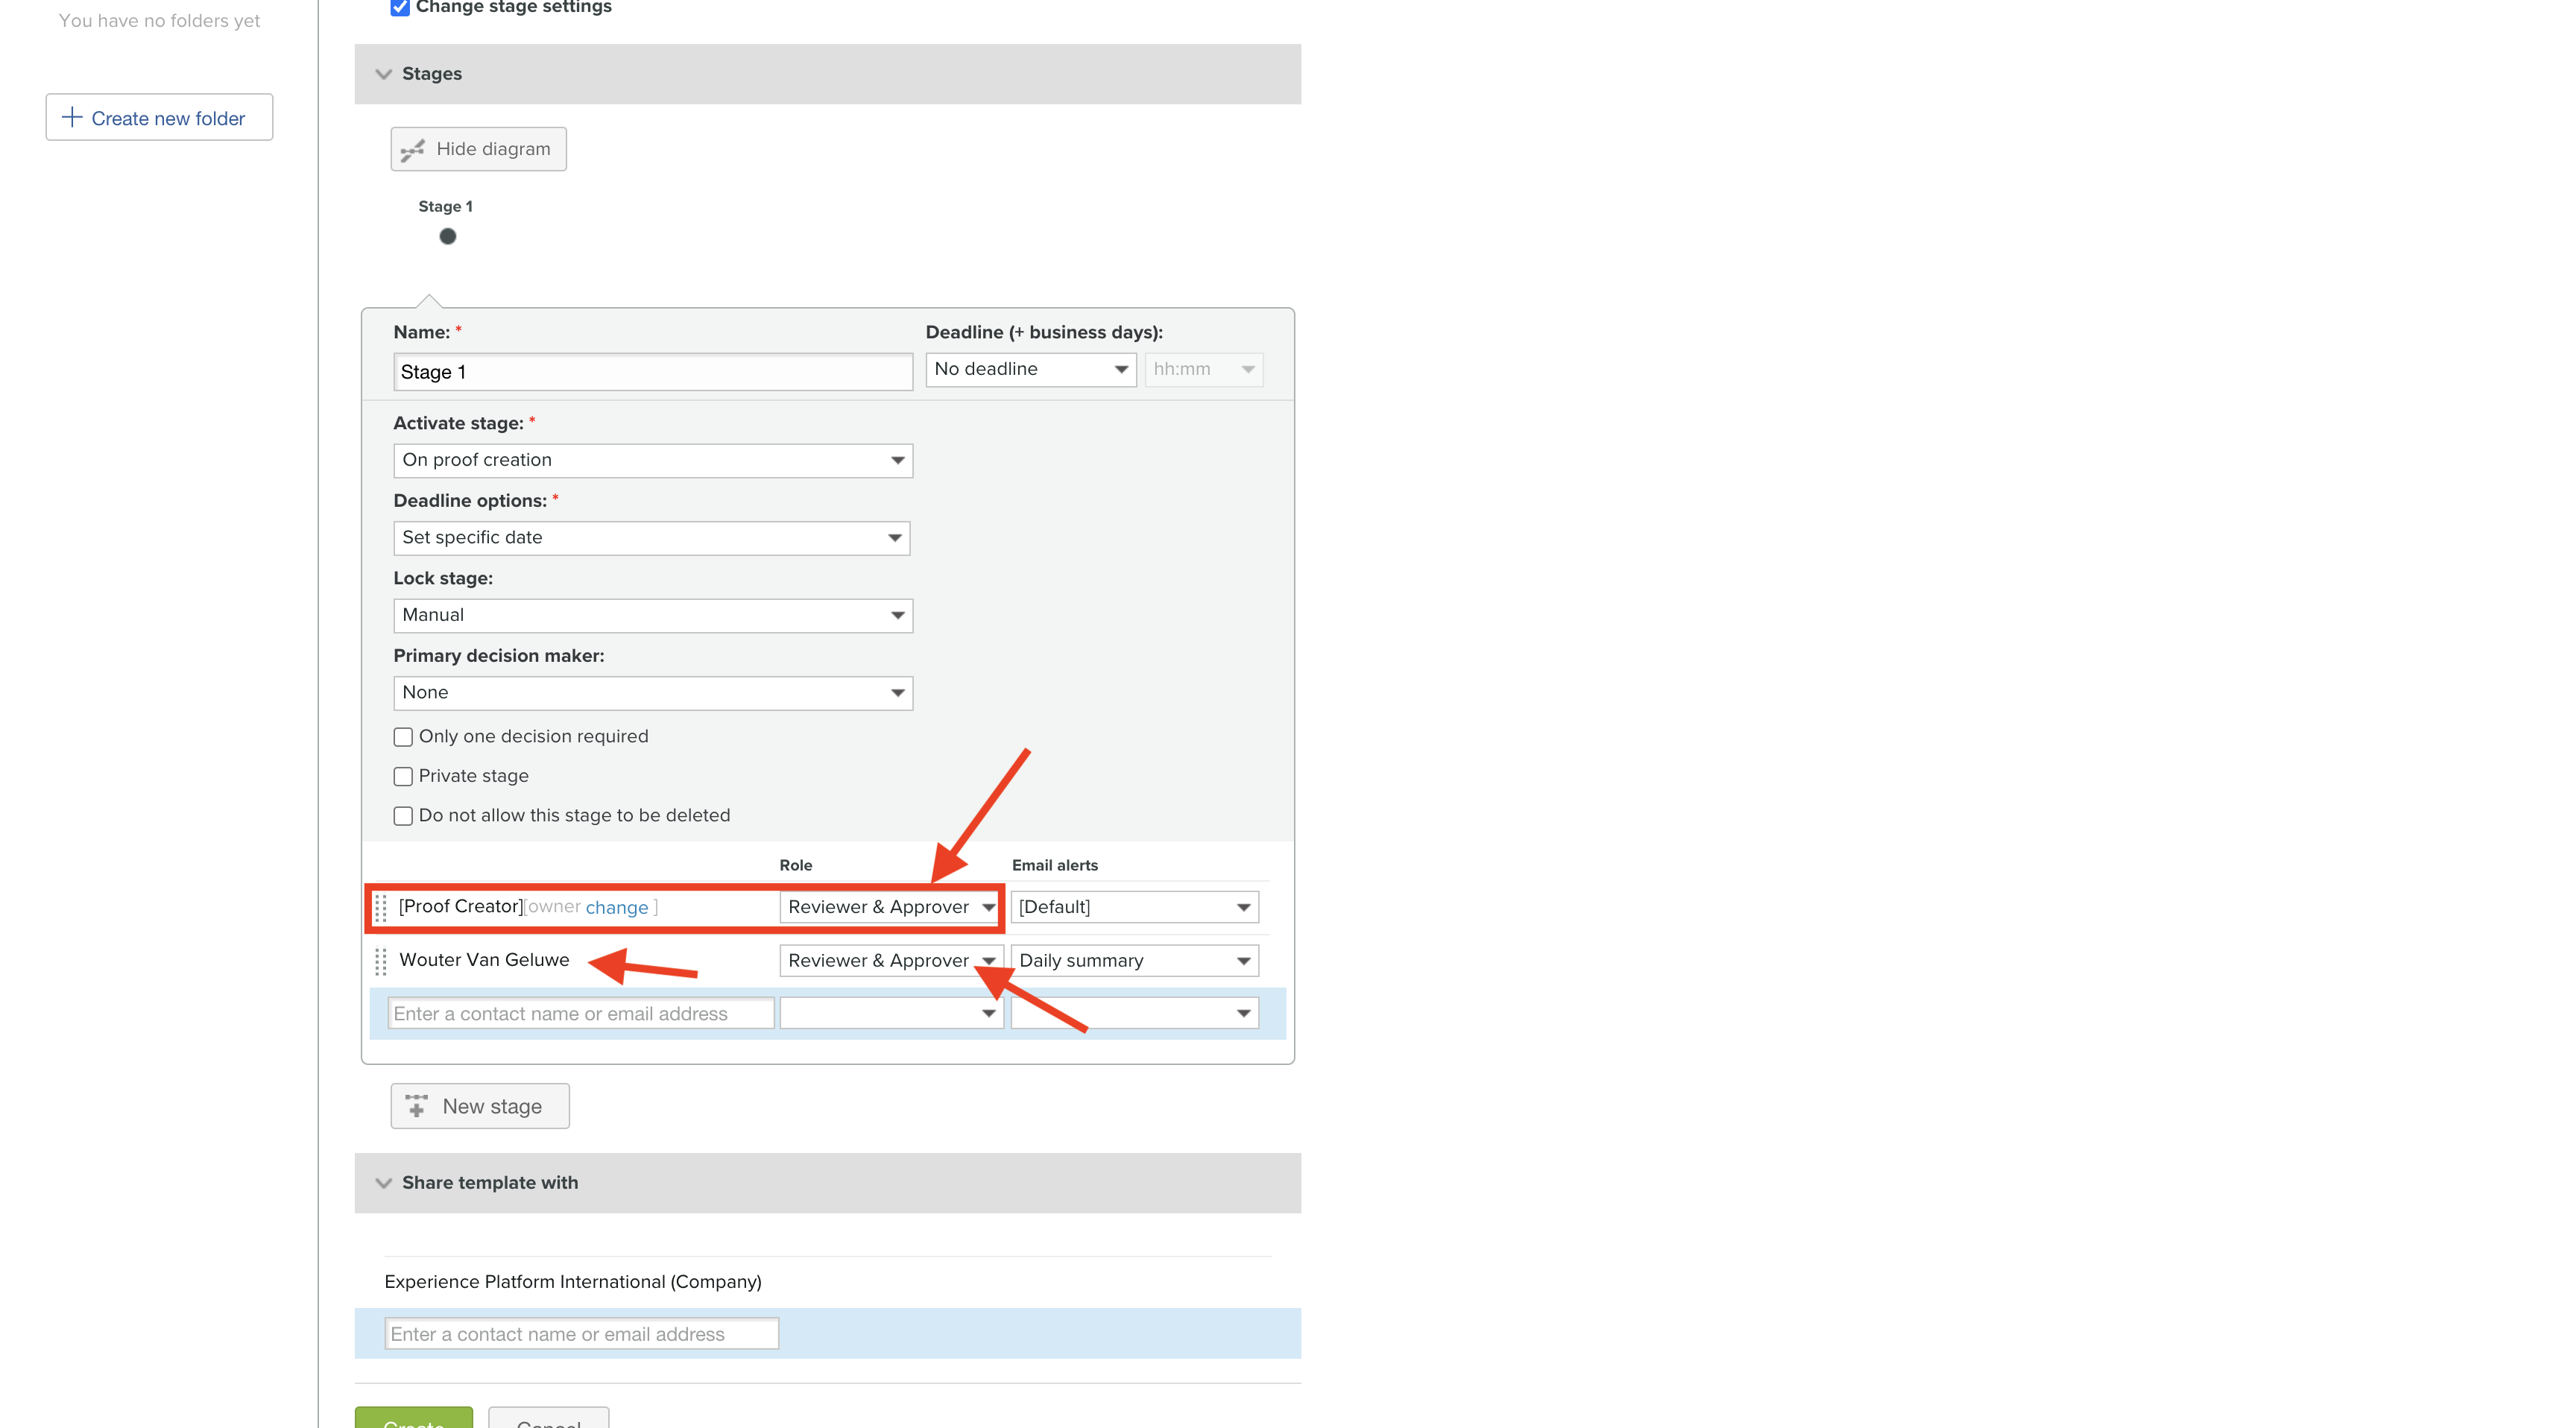 You have no folders yet
Create new folder
Change stage settings
Stages
Hide diagram
Stage 1
Name: *
Deadline (+ business days):
Stage 1
No deadline
hh:mm
Activate stage: *
On proof creation
Deadline options: *
Set specific date
Lock stage:
Manual
Primary decision maker:
None
Only one decision required
Private stage
Do not allow this stage to be deleted
Role
Email alerts
[Proof Creator][owner change ]
Reviewer & Approver
[Default]
Wouter Van Geluwe
Reviewer & Approver
Daily summary
Enter a contact name or email address
New stage
Share template with
Experience Platform International (Company)
Enter a contact name or email address
Create
Cancel